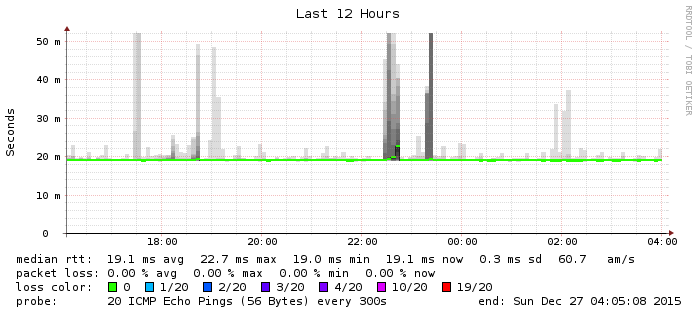 Last 12 Hours
RRDTOOL / TOBI OETIKER
Seconds
50 m
40 m
30 m
20 m
10 m
0
18:00 20:00 22:00 00:00 02:00 04:00
median rtt: 19.1 ms avg 22.7 ms max 19.0 ms min 19.1 ms now 0.3 ms sd 60.7 am/s
packet loss: 0.00 % avg 0.00 % max 0.00 % min 0.00 % now
loss color: 0 1/20 2/20 3/20 4/20 10/20 19/20
probe: 20 ICMP Echo Pings (56 Bytes) every 300s end: Sun Dec 27 04:05:08 2015